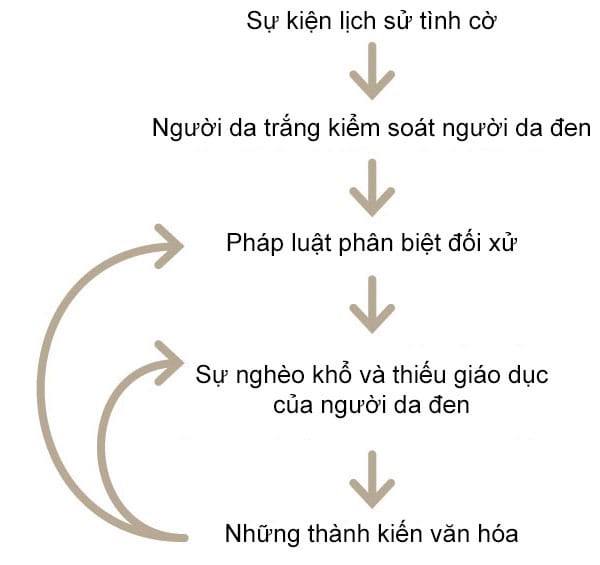 Sự kiện lịch sử tình cờ
Người da trắng kiểm soát người da đen
Pháp luật phân biệt đối xử
Sự nghèo khổ và thiếu giáo dục
của người da đen
Những thành kiến văn hóa